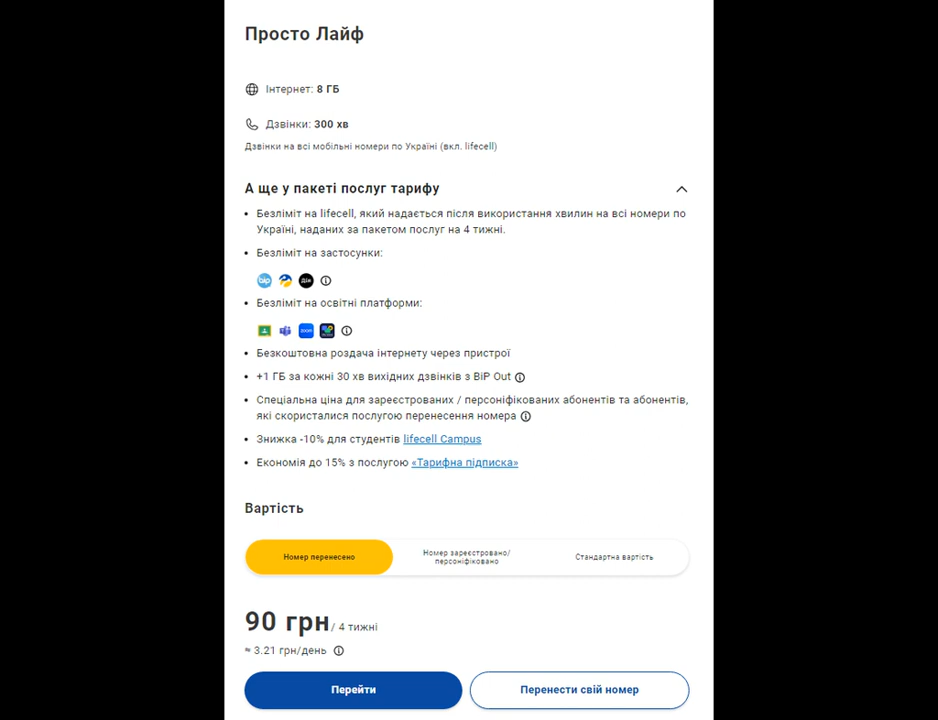 Просто Лайф
Інтернет: 8 ГБ
Дзвінки: 300 хв
Дзвінки на всі мобільні номери по Україні (вкл. lifecell)
А ще у пакеті послуг тарифу
Безліміт на lifecell, який надається після використання хвилин на всі номери по
Україні, наданих за пакетом послуг на 4 тижні.
Безліміт на застосунки:
bip Дія
Безліміт на освітні платформи:
zoom
Безкоштовна роздача інтернету через пристрої
+1 ГБ за кожні 30 хв вихідних дзвінків з BiP Out
Спеціальна ціна для зареєстрованих / персоніфікованих абонентів та абонентів,
які скористалися послугою перенесення номера
Знижка -10% для студентів lifecell Campus
Економія до 15% з послугою «Тарифна підписка»
Вартість
Номер перенесено
Номер зареєстровано/
персоніфіковано
Стандартна вартість
90 грн / 4 тижні
≈ 3.21 грн/день
Перейти
Перенести свій номер